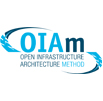 OIAm
OPEN INFRASTRUCTURE
ARCHITECTURE METHOD